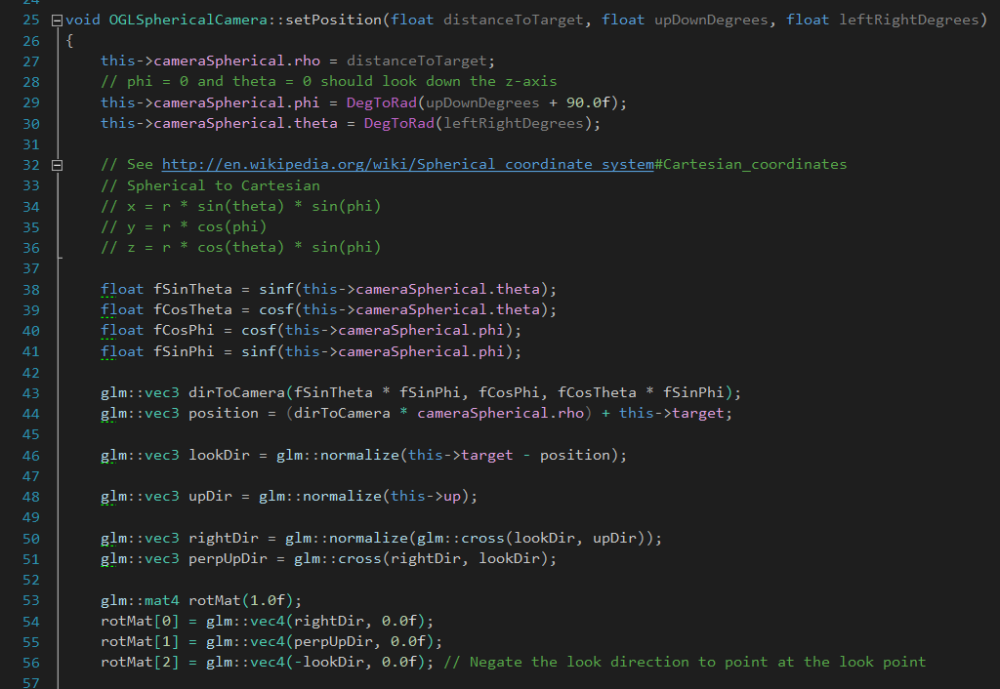 24
25 void OGLSphericalCamera::setPosition(float distanceToTarget, float upDownDegrees, float leftRightDegrees)
26 {
27     this->cameraSpherical.rho = distanceToTarget;
28     // phi = 0 and theta = 0 should look down the z-axis
29     this->cameraSpherical.phi = DegToRad(upDownDegrees + 90.0f);
30     this->cameraSpherical.theta = DegToRad(leftRightDegrees);
31
32     // See http://en.wikipedia.org/wiki/Spherical_coordinate_system#Cartesian_coordinates
33     // Spherical to Cartesian
34     // x = r * sin(theta) * sin(phi)
35     // y = r * cos(phi)
36     // z = r * cos(theta) * sin(phi)
37
38     float fSinTheta = sinf(this->cameraSpherical.theta);
39     float fCosTheta = cosf(this->cameraSpherical.theta);
40     float fCosPhi = cosf(this->cameraSpherical.phi);
41     float fSinPhi = sinf(this->cameraSpherical.phi);
42
43     glm::vec3 dirToCamera(fSinTheta * fSinPhi, fCosPhi, fCosTheta * fSinPhi);
44     glm::vec3 position = (dirToCamera * cameraSpherical.rho) + this->target;
45
46     glm::vec3 lookDir = glm::normalize(this->target - position);
47
48     glm::vec3 upDir = glm::normalize(this->up);
49
50     glm::vec3 rightDir = glm::normalize(glm::cross(lookDir, upDir));
51     glm::vec3 perpUpDir = glm::cross(rightDir, lookDir);
52
53     glm::mat4 rotMat(1.0f);
54     rotMat[0] = glm::vec4(rightDir, 0.0f);
55     rotMat[1] = glm::vec4(perpUpDir, 0.0f);
56     rotMat[2] = glm::vec4(-lookDir, 0.0f); // Negate the look direction to point at the look point
57